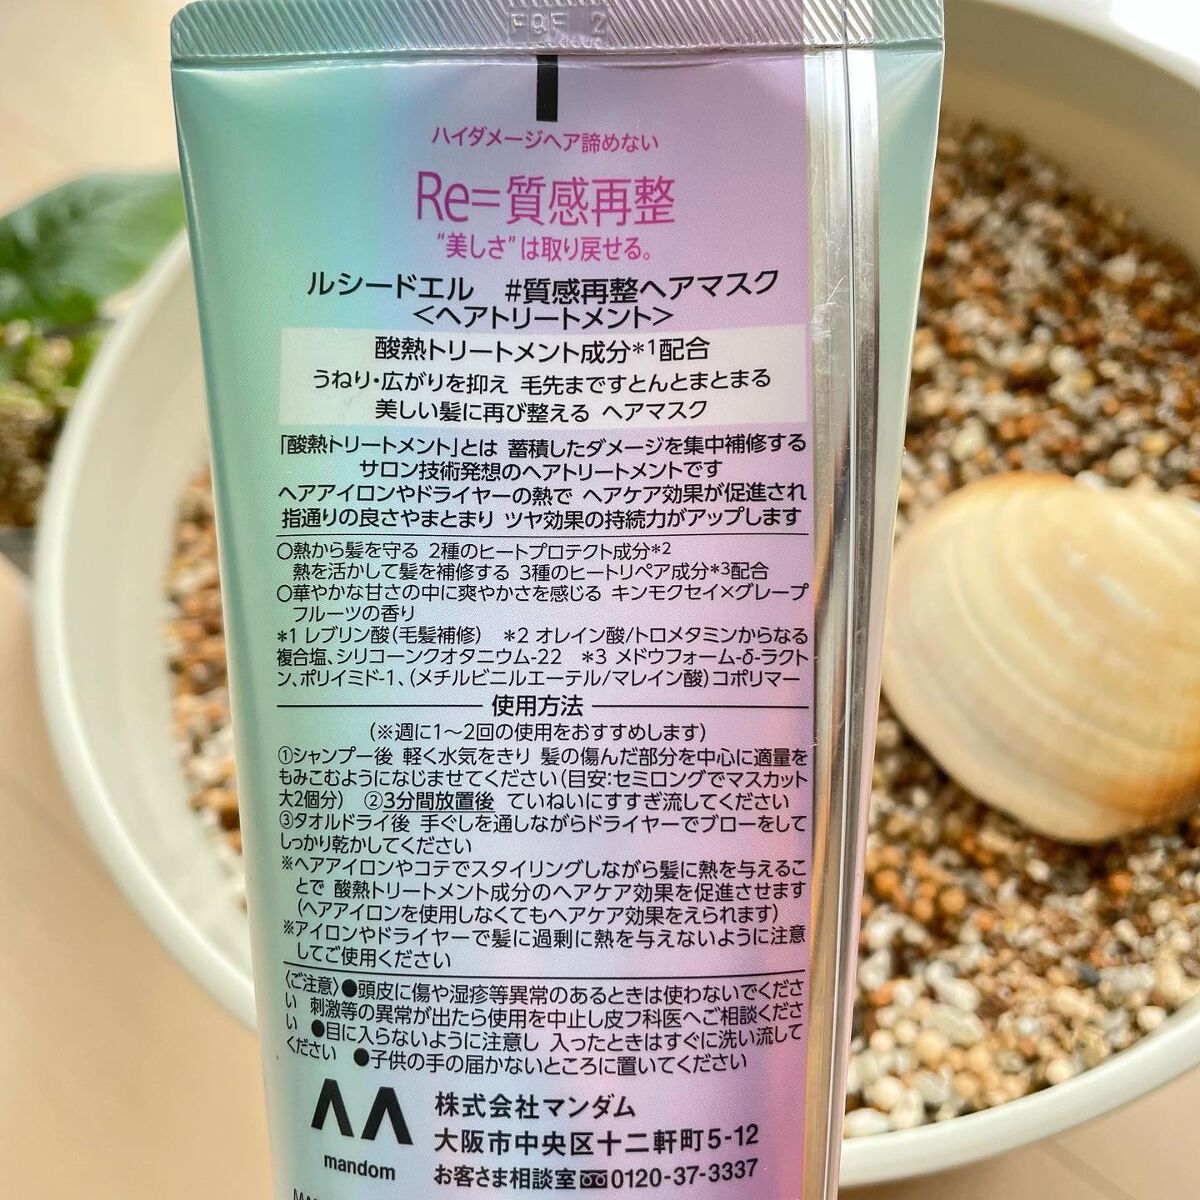 FQF 2
ハイダメージヘア諦めない
Re=質感再整
"美しさ"は取り戻せる。
ルシードエル #質感再整ヘアマスク
<ヘアトリートメント>
酸熱トリートメント成分*1配合
うねり・広がりを抑え 毛先まですとんとまとまる
美しい髪に再び整える ヘアマスク
「酸熱トリートメント」とは 蓄積したダメージを集中補修する
サロン技術発想のヘアトリートメントです
ヘアアイロンやドライヤーの熱で ヘアケア効果が促進され
指通りの良さやまとまり ツヤ効果の持続力がアップします
○熱から髪を守る 2種のヒートプロテクト成分*2
熱を活かして髪を補修する 3種のヒートリペア成分*3配合
○華やかな甘さの中に爽やかさを感じる キンモクセイ×グレープ
フルーツの香り
*1 レブリン酸(毛髪補修) *2 オレイン酸/トロメタミンからなる
複合塩、シリコーンクオタニウム-22 *3 メドウフォーム-δ-ラクト
ン、ポリイミド-1、(メチルビニルエーテル/マレイン酸)コポリマー
使用方法
(※週に1〜2回の使用をおすすめします)
①シャンプー後 軽く水気をきり 髪の傷んだ部分を中心に適量を
もみこむようになじませてください(目安:セミロングでマスカット
大2個分) ②3分間放置後 ていねいにすすぎ流してください
③タオルドライ後 手ぐしを通しながらドライヤーでブローをして
しっかり乾かしてください
※ヘアアイロンやコテでスタイリングしながら髪に熱を与えるこ
とで 酸熱トリートメント成分のヘアケア効果を促進させます
(ヘアアイロンを使用しなくてもヘアケア効果をえられます)
※アイロンやドライヤーで髪に過剰に熱を与えないように注意
してご使用ください
〈ご注意〉●頭皮に傷や湿疹等異常のあるときは使わないでくださ
い 刺激等の異常が出たら使用を中止し皮フ科医へご相談くださ
い ●目に入らないように注意し 入ったときはすぐに洗い流して
ください ●子供の手の届かないところに置いてください
mandom
株式会社マンダム
大阪市中央区十二軒町5-12
お客さま相談室 0120-37-3337